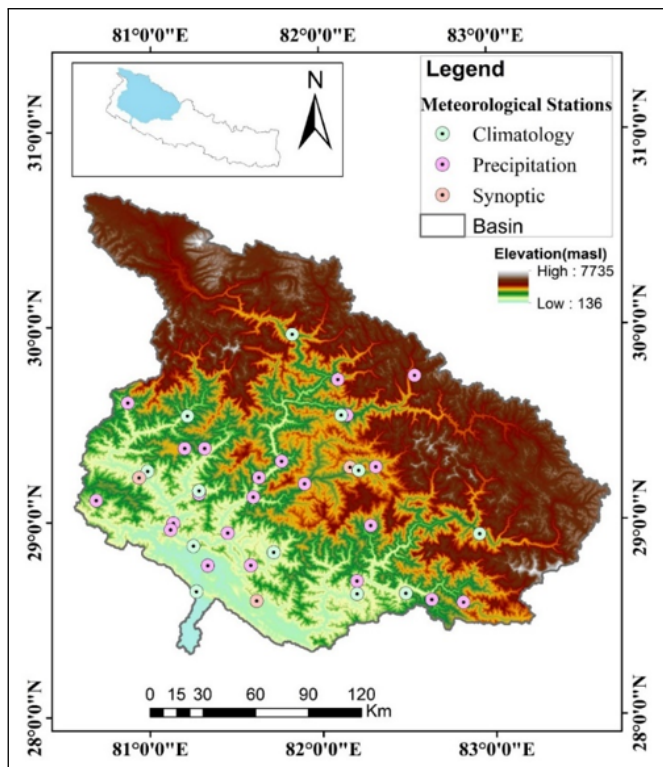 81°0'0"E 82°0'0"E 83°0'0"E
N
Legend
Meteorological Stations
Climatology
Precipitation
Synoptic
Basin
Elevation(masl)
High : 7735
Low : 136
31°0'0"N 31°0'0"N
30°0'0"N 30°0'0"N
29°0'0"N 29°0'0"N
28°0'0"N 28°0'0"N
0 15 30 60 90 120
Km
81°0'0"E 82°0'0"E 83°0'0"E